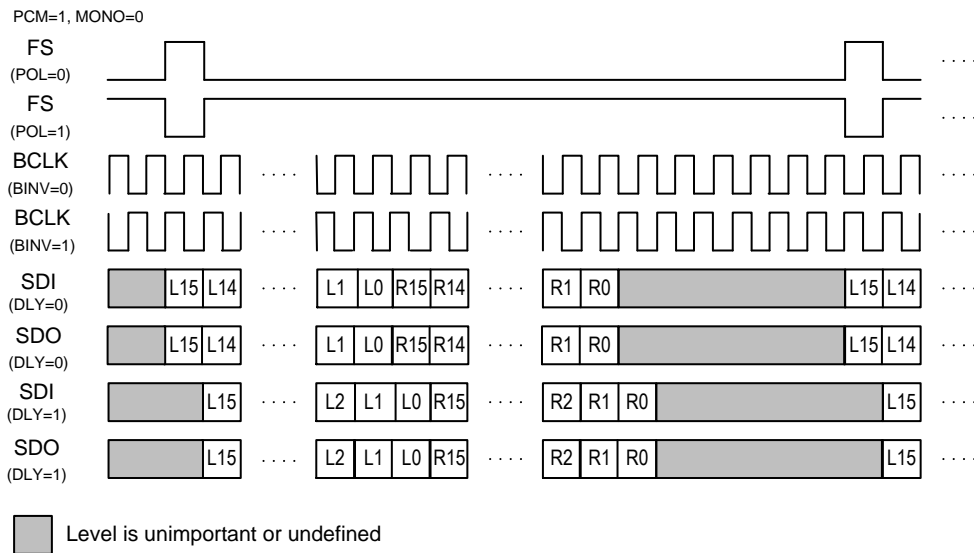 PCM=1, MONO=0
FS
(POL=0)
. . . .
FS
(POL=1)
. . . .
BCLK
(BINV=0)
. . . . . . . . . . . .
BCLK
(BINV=1)
. . . . . . . . . . . .
SDI
(DLY=0)
L15 L14 . . . . L1 L0 R15 R14 . . . . R1 R0 L15 L14 . . . .
SDO
(DLY=0)
L15 L14 . . . . L1 L0 R15 R14 . . . . R1 R0 L15 L14 . . . .
SDI
(DLY=1)
L15 . . . . L2 L1 L0 R15 . . . . R2 R1 R0 L15 . . . .
SDO
(DLY=1)
L15 . . . . L2 L1 L0 R15 . . . . R2 R1 R0 L15 . . . .
Level is unimportant or undefined